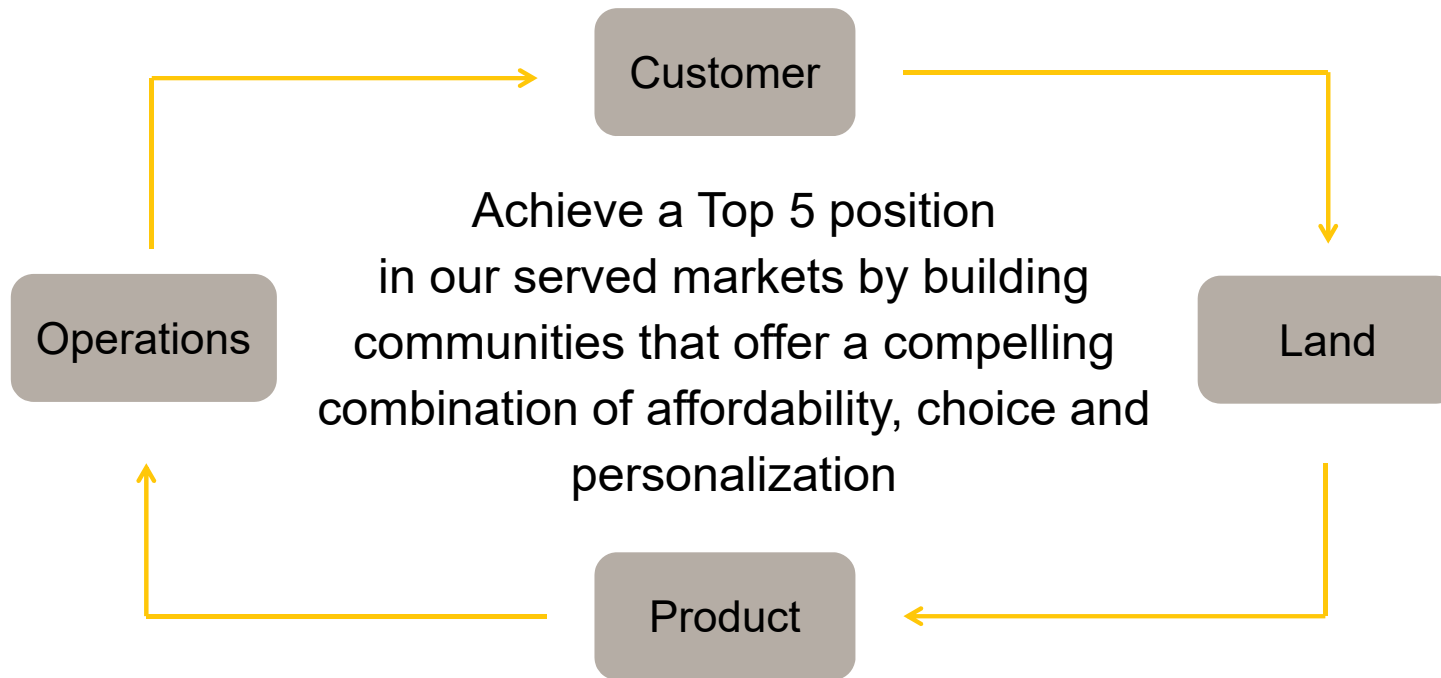 Customer
Achieve a Top 5 position
in our served markets by building
Operations
communities that offer a compelling
Land
combination of affordability, choice and
personalization
Product